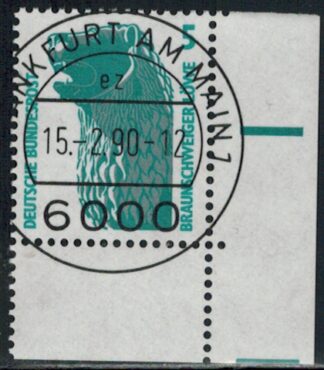 NKFURT AM MAIN 1
ez
15.-2.90-12
6000
DEUTSCHE BUNDESPOST
5
BRAUNSCHWEIGER LÖWE